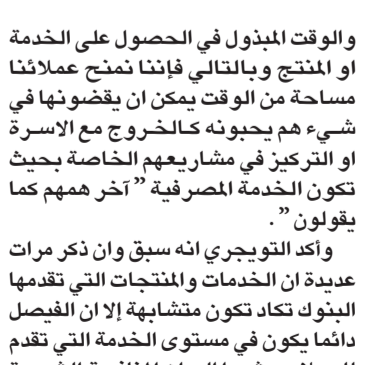 والوقت المبذول في الحصول على الخدمة
او المنتج وبالتالي فإننا نمنح عملائنا
مساحة من الوقت يمكن ان يقضونها في
شيء هم يحبونه كالخروج مع الاسرة
او التركيز في مشاريعهم الخاصة بحيث
تكون الخدمة المصرفية ” آخر همهم كما
يقولون ” .
وأكد التويجري انه سبق وان ذكر مرات
عديدة ان الخدمات والمنتجات التي تقدمها
البنوك تكاد تكون متشابهة إلا ان الفيصل
دائما يكون في مستوى الخدمة التي تقدم